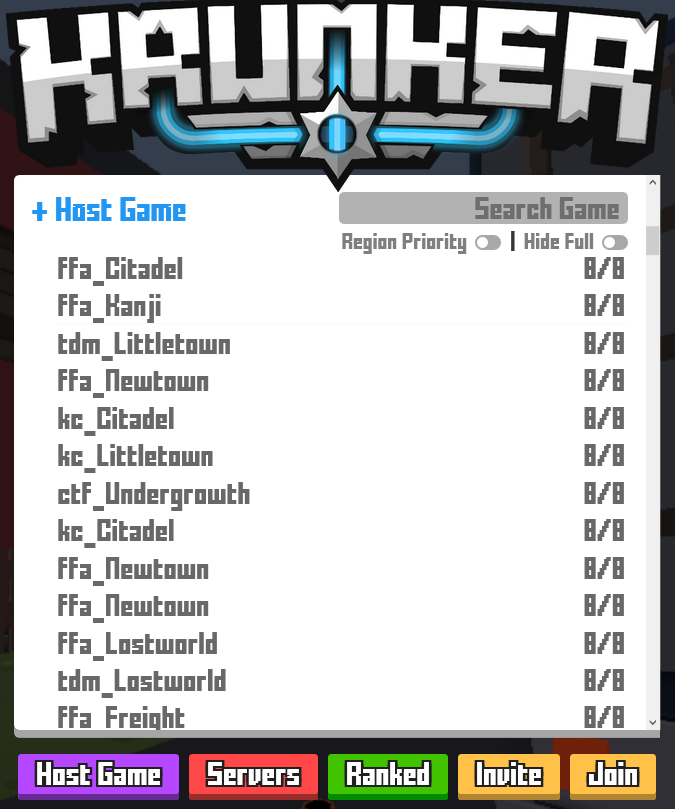 KRUNKER
+ Host Game
Search Game
Region Priority | Hide Full
ffa_Citadel 8/8
ffa_Kanji 8/8
tdm_Littletown 8/8
ffa_Newtown 8/8
kc_Citadel 8/8
kc_Littletown 8/8
ctf_Undergrowth 8/8
kc_Citadel 8/8
ffa_Newtown 8/8
ffa_Newtown 8/8
ffa_Lostworld 8/8
tdm_Lostworld 8/8
ffa_Freight 8/8
Host Game Servers Ranked Invite Join